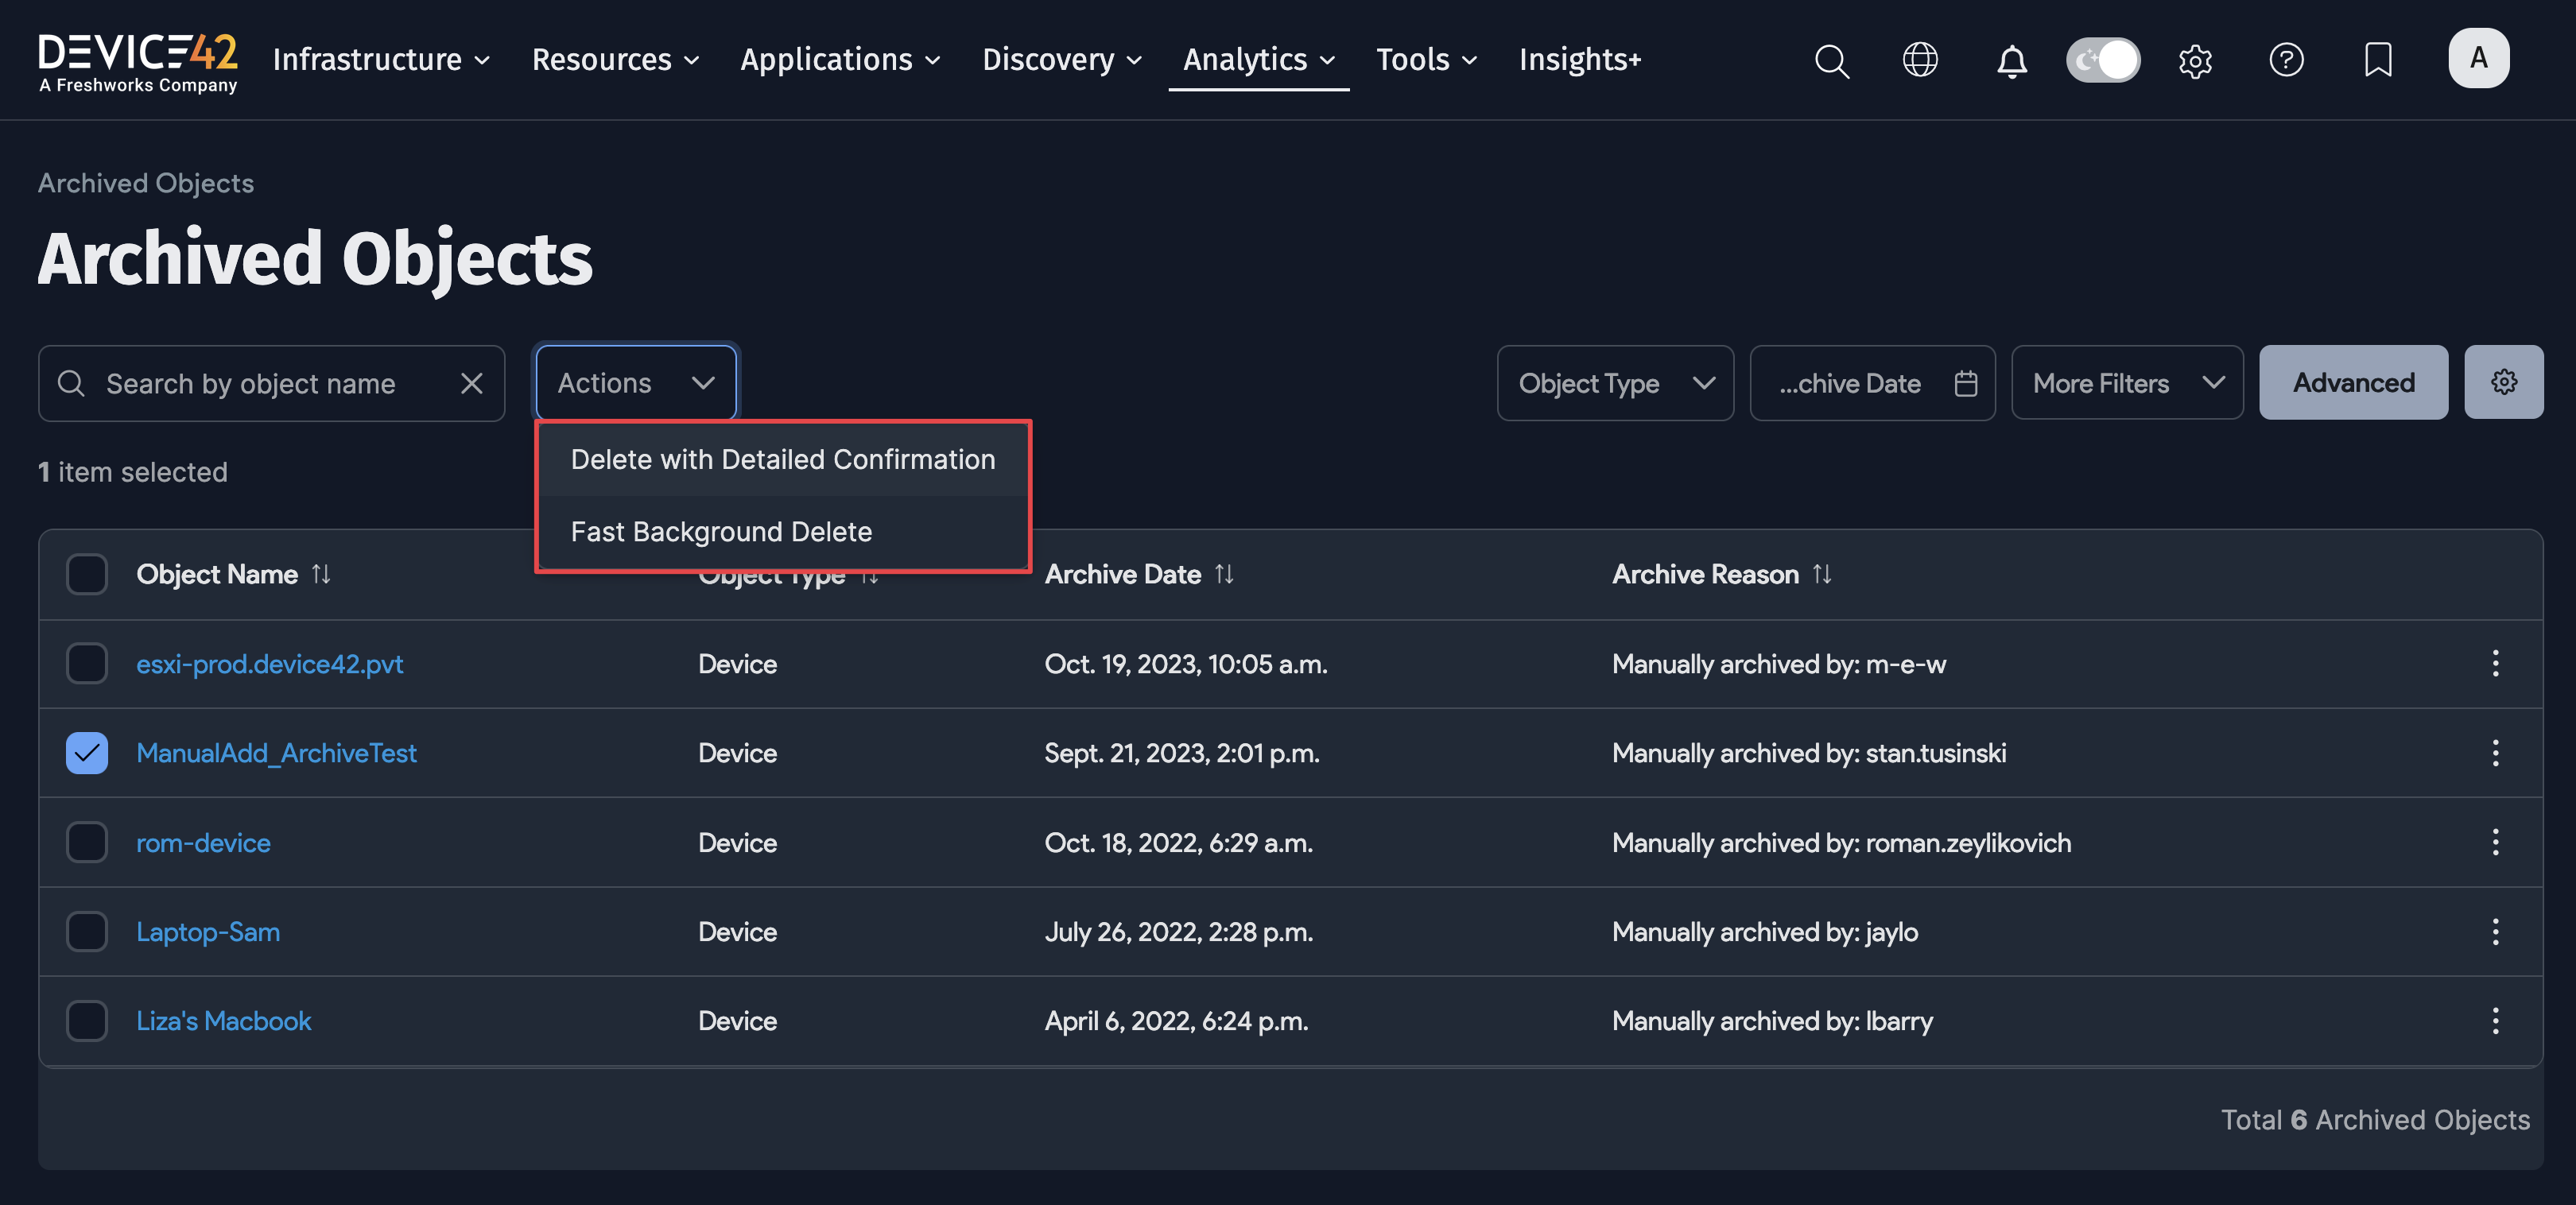 DEVICE42
A Freshworks Company
Infrastructure Resources Applications Discovery Analytics Tools Insights+
A
Archived Objects
Archived Objects
Search by object name
Actions
Object Type
...chive Date
More Filters
Advanced
Delete with Detailed Confirmation
Fast Background Delete
1 item selected
Object Name Object Type Archive Date Archive Reason
esxi-prod.device42.pvt Device Oct. 19, 2023, 10:05 a.m. Manually archived by: m-e-w
ManualAdd_ArchiveTest Device Sept. 21, 2023, 2:01 p.m. Manually archived by: stan.tusinski
rom-device Device Oct. 18, 2022, 6:29 a.m. Manually archived by: roman.zeylikovich
Laptop-Sam Device July 26, 2022, 2:28 p.m. Manually archived by: jaylo
Liza's Macbook Device April 6, 2022, 6:24 p.m. Manually archived by: lbarry
Total 6 Archived Objects